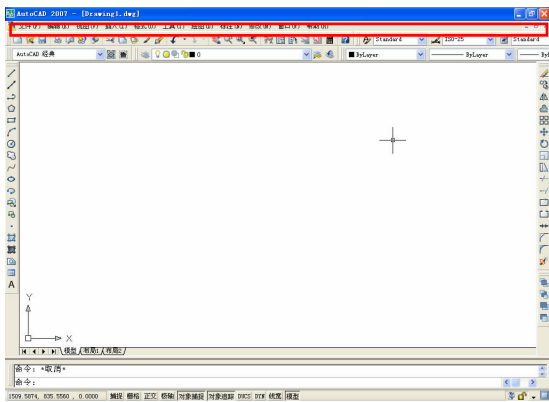 AutoCAD 2007 - [Drawing1.dwg]
文件(F) 编辑(E) 视图(V) 插入(I) 格式(O) 工具(T) 绘图(D) 标注(N) 修改(M) 窗口(W) 帮助(H)
Standard ISO-25 Standard
AutoCAD 经典 0 ByLayer ByLayer ByL
A
Y
X
模型 布局1 布局2
命令: *取消*
命令:
1509.5074, 835.5560 , 0.0000 捕捉 栅格 正交 极轴 对象捕捉 对象追踪 DUCS DYN 线宽 模型